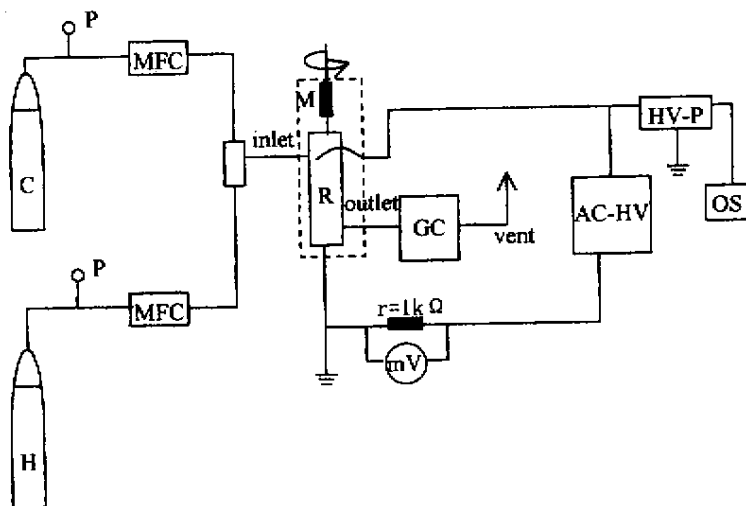 P
MFC
C
M
inlet
R
outlet
GC
vent
HV-P
AC-HV
OS
P
MFC
r=1kΩ
mV
H